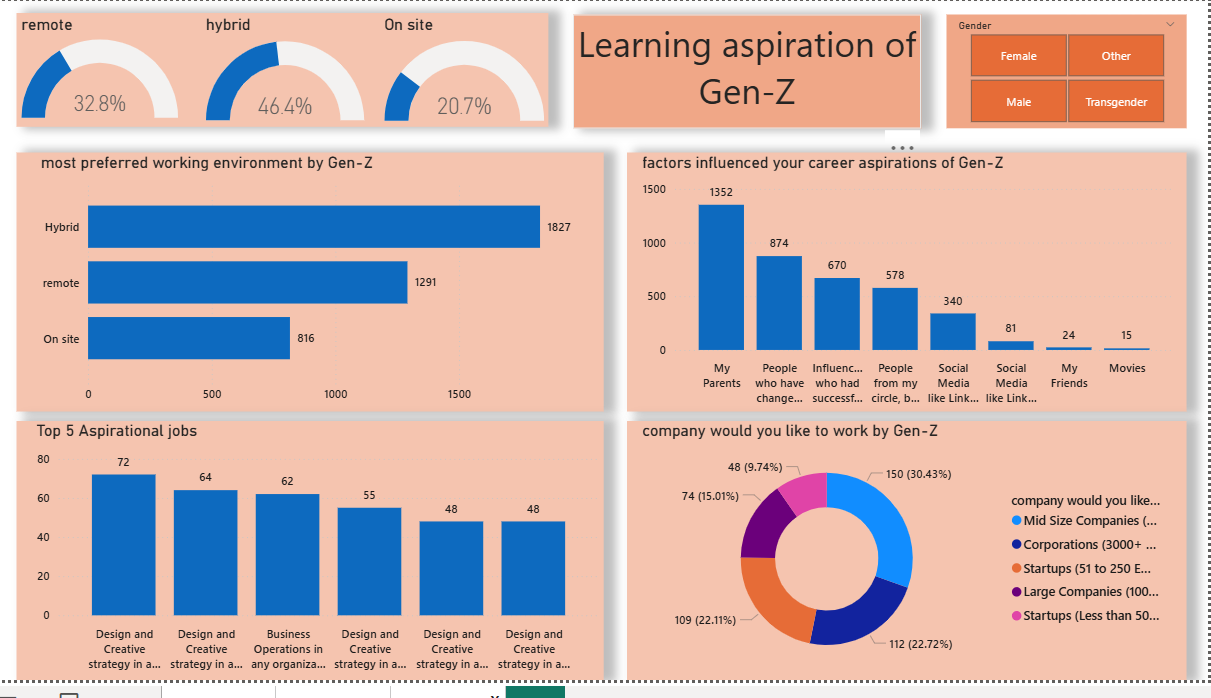 remote
hybrid
On site
32.8%
46.4%
20.7%
Learning aspiration of
Gen-Z
Gender
Female
Other
Male
Transgender
most preferred working environment by Gen-Z
Hybrid
1827
remote
1291
On site
816
0
500
1000
1500
factors influenced your career aspirations of Gen-Z
1500
1000
500
0
1352
874
670
578
340
81
24
15
My
Parents
People
who have
change...
Influenc...
who had
successf...
People
from my
circle, b...
Social
Media
like Link...
Social
Media
like Link...
My
Friends
Movies
Top 5 Aspirational jobs
80
60
40
20
0
72
64
62
55
48
48
Design and
Creative
strategy in a...
Design and
Creative
strategy in a...
Business
Operations in
any organiza...
Design and
Creative
strategy in a...
Design and
Creative
strategy in a...
Design and
Creative
strategy in a...
company would you like to work by Gen-Z
48 (9.74%)
150 (30.43%)
74 (15.01%)
109 (22.11%)
112 (22.72%)
company would you like...
Mid Size Companies (...
Corporations (3000+ ...
Startups (51 to 250 E...
Large Companies (100...
Startups (Less than 50...